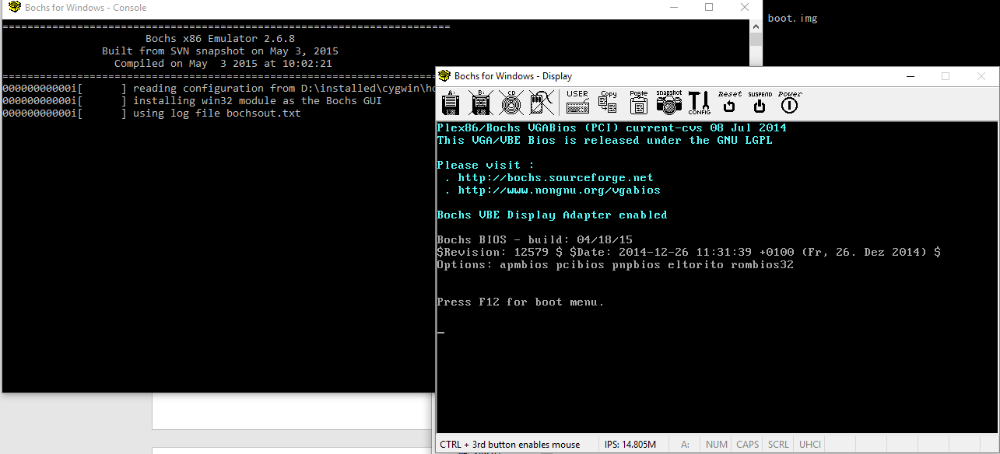 Bochs for Windows - Console
========================================================================
Bochs x86 Emulator 2.6.8
Built from SVN snapshot on May 3, 2015
Compiled on May  3 2015 at 10:02:21
========================================================================
00000000000i[      ] reading configuration from D:\installed\cygwin\ho
00000000000i[      ] installing win32 module as the Bochs GUI
00000000000i[      ] using log file bochsout.txt
boot.img
Bochs for Windows - Display
A: B: CD USER Copy Paste snapshot CONFIG Reset SUSPEND Power
Plex86/Bochs VGABios (PCI) current-cvs 08 Jul 2014
This VGA/VBE Bios is released under the GNU LGPL
Please visit :
. http://bochs.sourceforge.net
. http://www.nongnu.org/vgabios
Bochs VBE Display Adapter enabled
Bochs BIOS - build: 04/18/15
$Revision: 12579 $ $Date: 2014-12-26 11:31:39 +0100 (Fr, 26. Dez 2014) $
Options: apmbios pcibios pnpbios eltorito rombios32
Press F12 for boot menu.
CTRL + 3rd button enables mouse IPS: 14.805M A: NUM CAPS SCRL UHCI